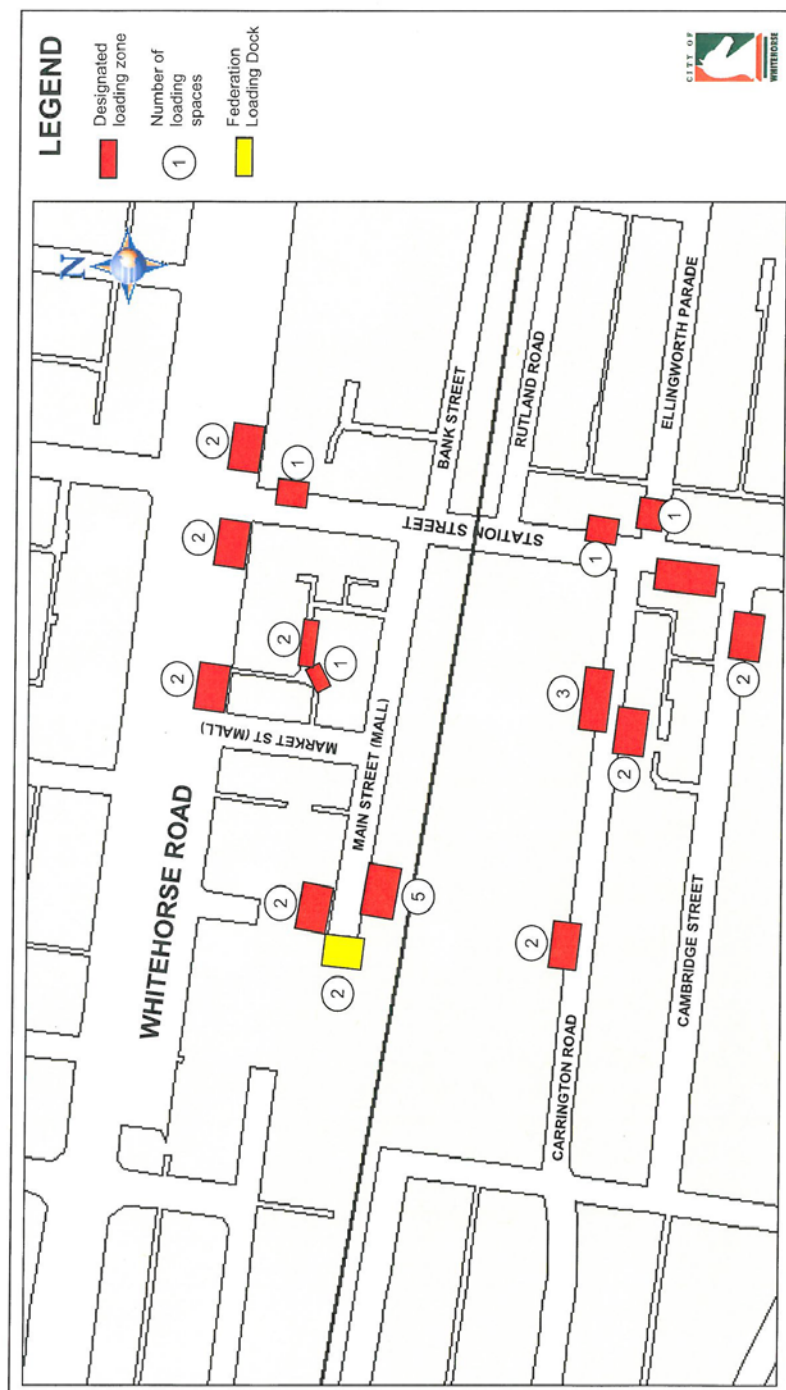 LEGEND
Designated
loading zone
1
Number of
loading
spaces
Federation
Loading Dock
CITY OF
WHITEHORSE
N
WHITEHORSE ROAD
MARKET ST (MALL)
MAIN STREET (MALL)
STATION STREET
BANK STREET
RUTLAND ROAD
ELLINGWORTH PARADE
CARRINGTON ROAD
CAMBRIDGE STREET
2
2
2
1
2
1
2
2
5
1
1
3
2
2
2